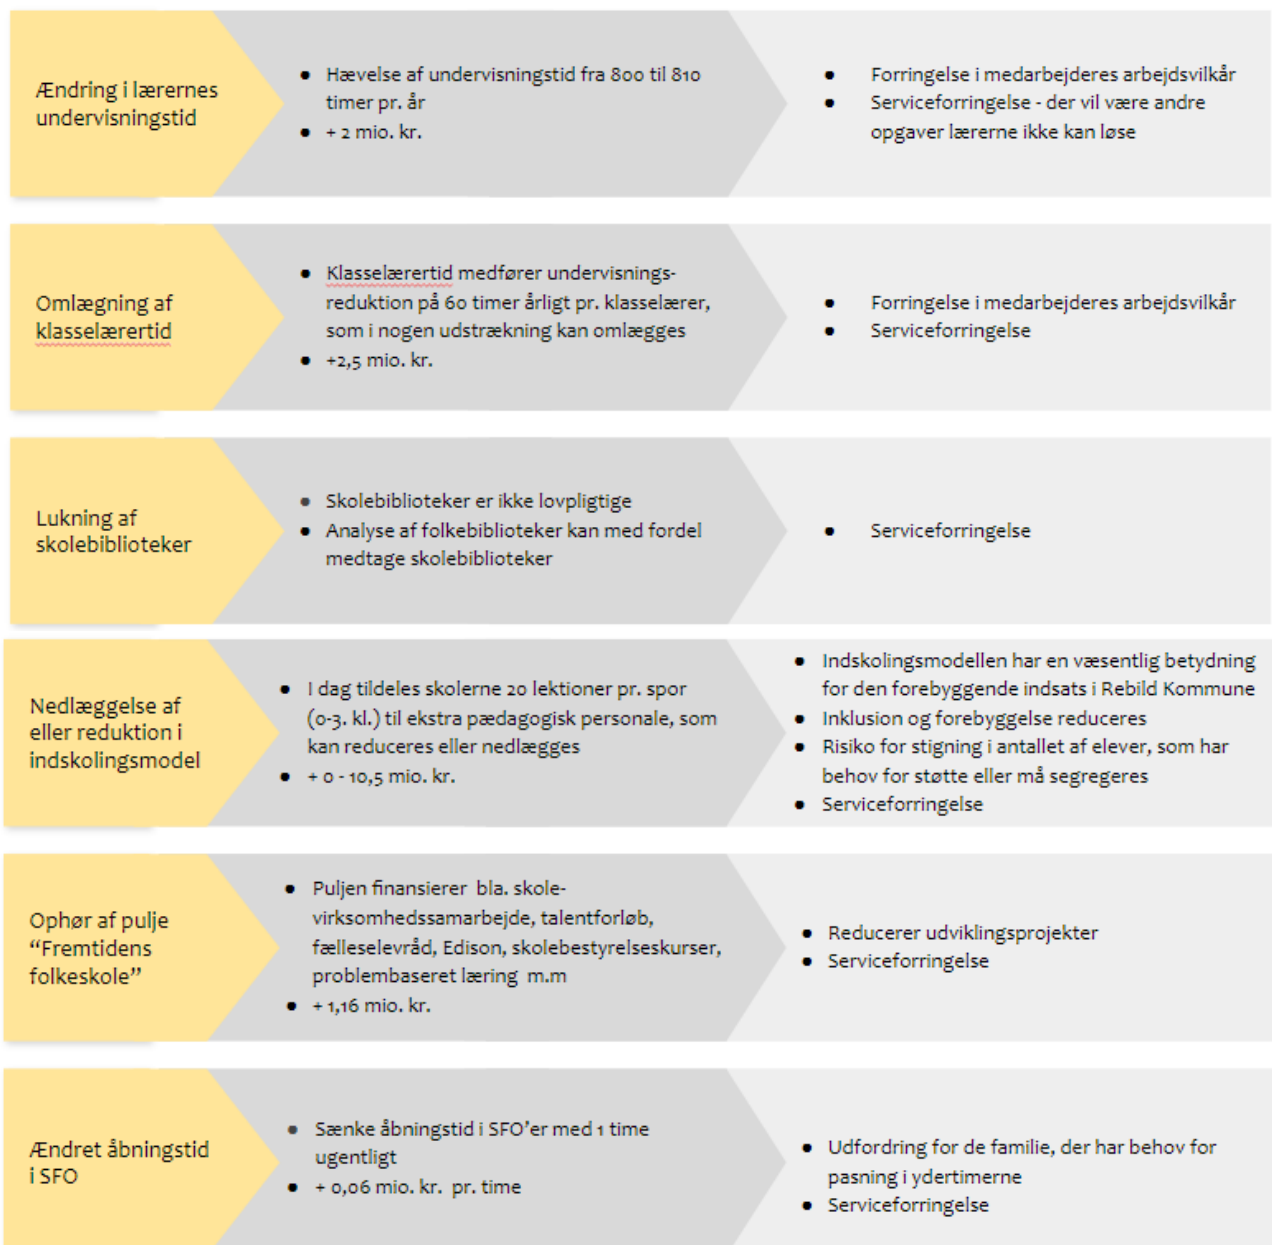 Ændring i lærernes
undervisningstid
● Hævelse af undervisningstid fra 800 til 810
timer pr. år
● + 2 mio. kr.
● Forringelse i medarbejderes arbejdsvilkår
● Serviceforringelse - der vil være andre
opgaver lærerne ikke kan løse
Omlægning af
klasselærertid
● Klasselærertid medfører undervisnings-
reduktion på 60 timer årligt pr. klasselærer,
som i nogen udstrækning kan omlægges
● +2,5 mio. kr.
● Forringelse i medarbejderes arbejdsvilkår
● Serviceforringelse
Lukning af
skolebiblioteker
● Skolebiblioteker er ikke lovpligtige
● Analyse af folkebiblioteker kan med fordel
medtage skolebiblioteker
● Serviceforringelse
Nedlæggelse af
eller reduktion i
indskolingsmodel
● I dag tildeles skolerne 20 lektioner pr. spor
(0-3. kl.) til ekstra pædagogisk personale, som
kan reduceres eller nedlægges
● + 0 - 10,5 mio. kr.
● Indskolingsmodellen har en væsentlig betydning
for den forebyggende indsats i Rebild Kommune
● Inklusion og forebyggelse reduceres
● Risiko for stigning i antallet af elever, som har
behov for støtte eller må segregeres
● Serviceforringelse
Ophør af pulje
“Fremtidens
folkeskole”
● Puljen finansierer bla. skole-
virksomhedssamarbejde, talentforløb,
fælleselevråd, Edison, skolebestyrelseskurser,
problembaseret læring m.m
● + 1,16 mio. kr.
● Reducerer udviklingsprojekter
● Serviceforringelse
Ændret åbningstid
i SFO
● Sænke åbningstid i SFO’er med 1 time
ugentligt
● + 0,06 mio. kr. pr. time
● Udfordring for de familie, der har behov for
pasning i ydertimerne
● Serviceforringelse